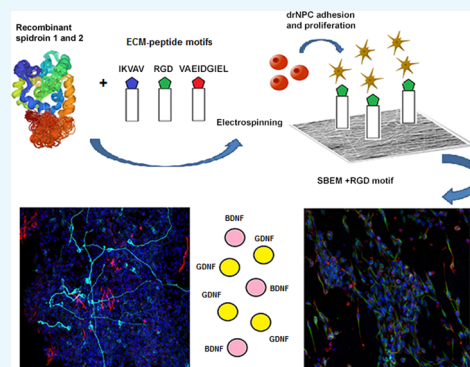 Recombinant
spidroin 1 and 2
+
ECM-peptide motifs
IKVAV RGD VAEIDGIEL
drNPC adhesion
and proliferation
Electrospinning
SBEM +RGD motif
BDNF
GDNF
GDNF
BDNF
GDNF
GDNF
BDNF